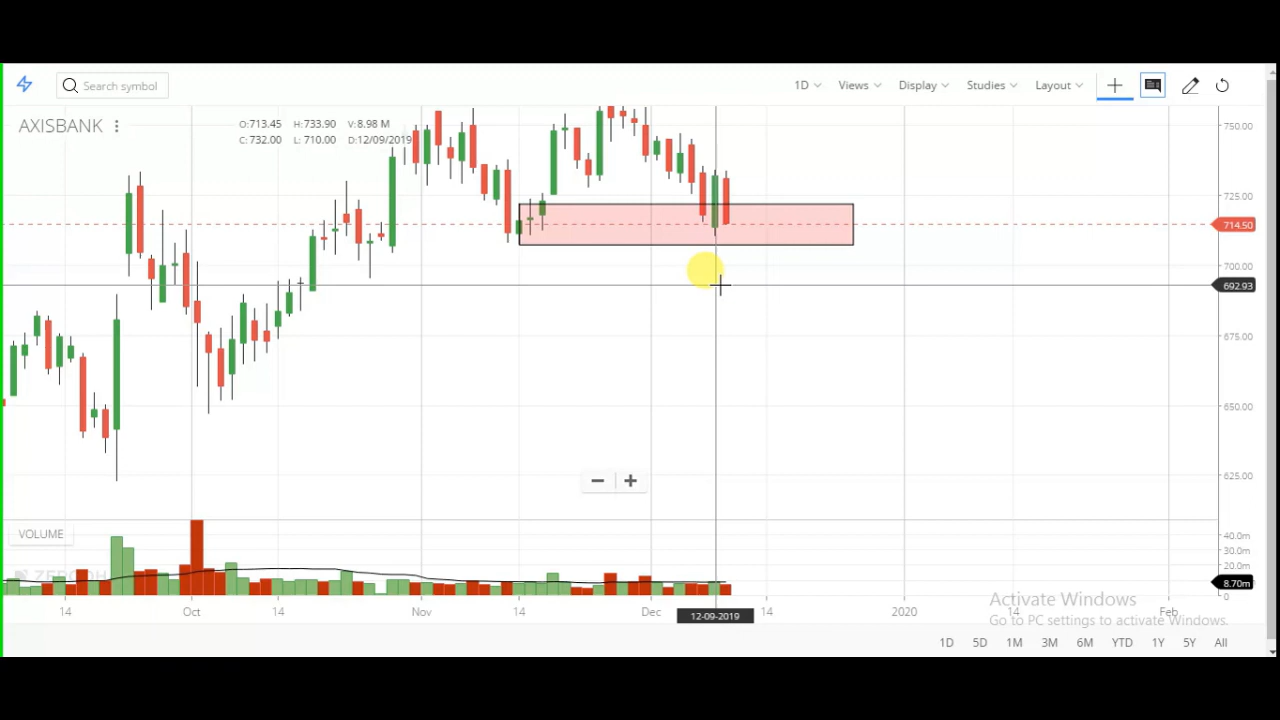 Search symbol 1D Views Display Studies Layout
AXISBANK O:713.45 H:733.90 V:8.98 M
C:732.00 L: 710.00 D:12/09/2019
750.00
725.00
714.50
700.00
692.93
675.00
650.00
625.00
VOLUME
40.0m
30.0m
20.0m
8.70m
0
14 Oct 14 Nov 14 Dec 12-09-2019 14 2020 14 Feb
Activate Windows
Go to PC settings to activate Windows.
1D 5D 1M 3M 6M YTD 1Y 5Y All